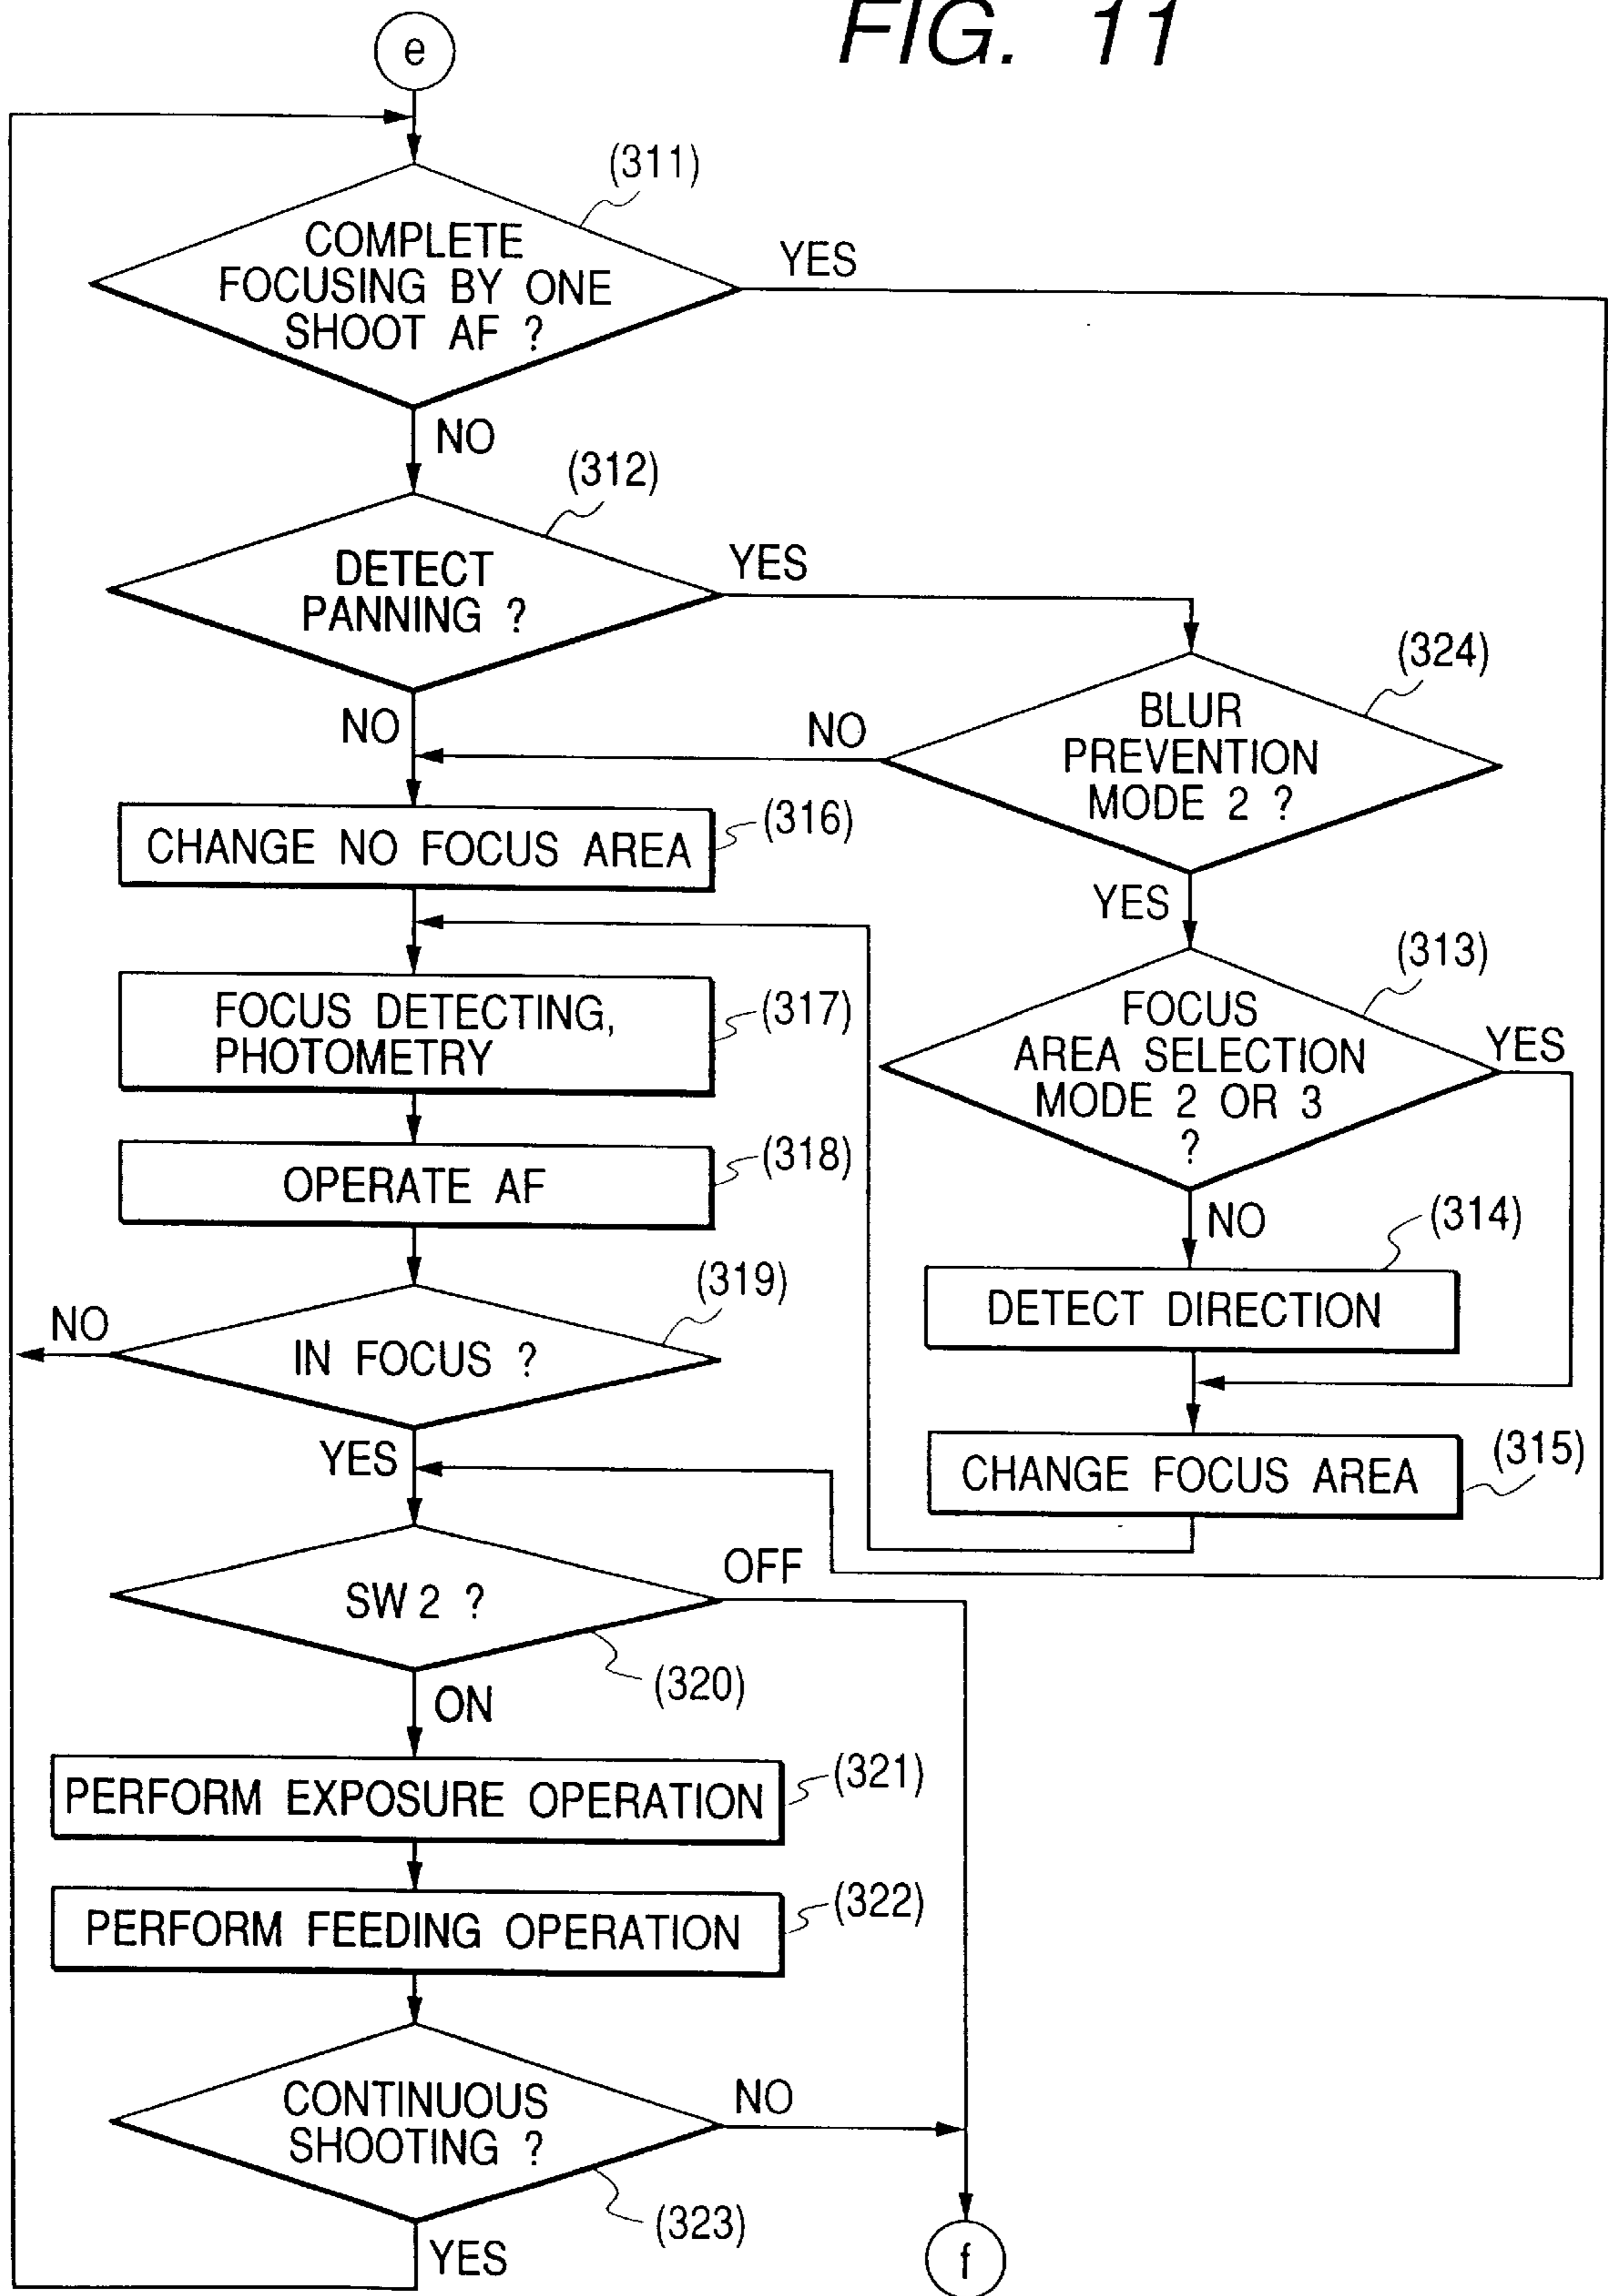 FIG. 11
e
(311)
COMPLETE
FOCUSING BY ONE
SHOOT AF ?
YES
NO
(312)
DETECT
PANNING ?
YES
NO
(324)
BLUR
PREVENTION
MODE 2 ?
NO
YES
CHANGE NO FOCUS AREA
(316)
(313)
FOCUS
AREA SELECTION
MODE 2 OR 3
?
YES
NO
FOCUS DETECTING,
PHOTOMETRY
(317)
OPERATE AF
(318)
(314)
DETECT DIRECTION
(319)
IN FOCUS ?
NO
YES
CHANGE FOCUS AREA
(315)
SW 2 ?
OFF
(320)
ON
PERFORM EXPOSURE OPERATION
(321)
PERFORM FEEDING OPERATION
(322)
CONTINUOUS
SHOOTING ?
NO
(323)
YES
f